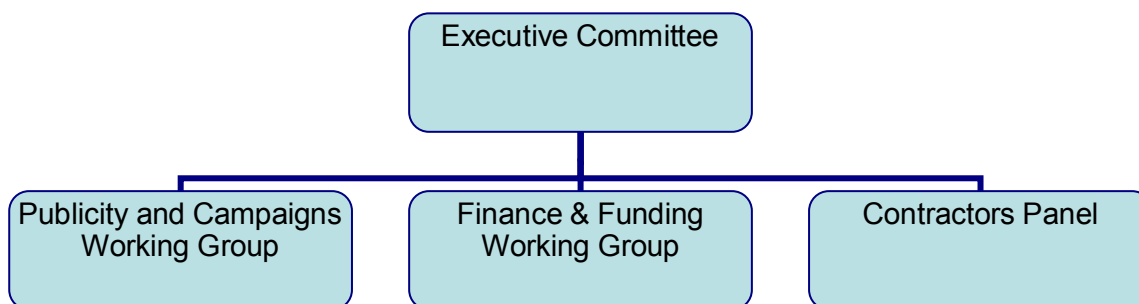 Executive Committee
Publicity and Campaigns
Working Group
Finance & Funding
Working Group
Contractors Panel